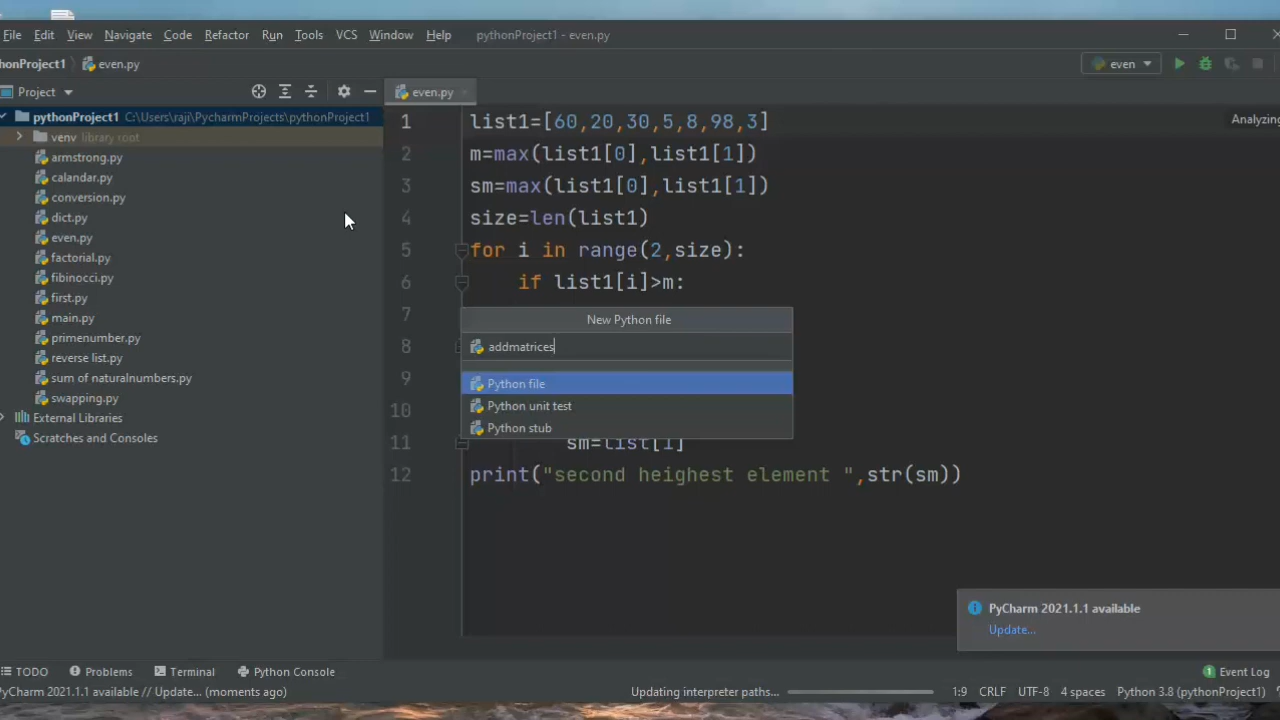 File Edit View Navigate Code Refactor Run Tools VCS Window Help pythonProject1 - even.py
honProject1 even.py even
Project even.py
pythonProject1 C:\Users\raji\PycharmProjects\pythonProject1
venv library root
armstrong.py
calandar.py
conversion.py
dict.py
even.py
factorial.py
fibinocci.py
first.py
main.py
primenumber.py
reverse list.py
sum of naturalnumbers.py
swapping.py
External Libraries
Scratches and Consoles
1 list1=[60,20,30,5,8,98,3]
2 m=max(list1[0],list1[1])
3 sm=max(list1[0],list1[1])
4 size=len(list1)
5 for i in range(2,size):
6 if list1[i]>m:
7
8
9
10
11 sm=list[i]
12 print("second heighest element ",str(sm))
Analyzing
New Python file
addmatrices
Python file
Python unit test
Python stub
PyCharm 2021.1.1 available
Update...
TODO Problems Terminal Python Console 1 Event Log
PyCharm 2021.1.1 available // Update... (moments ago) Updating interpreter paths... 1:9 CRLF UTF-8 4 spaces Python 3.8 (pythonProject1)